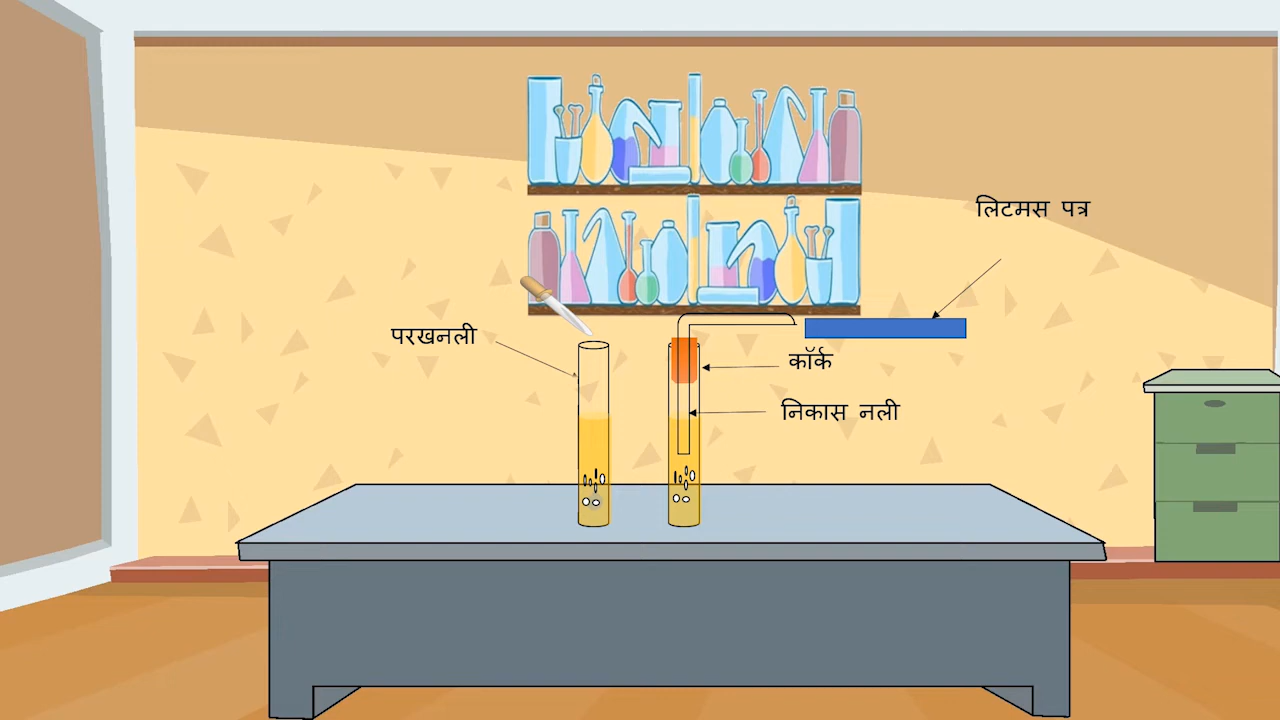 लिटमस पत्र
परखनली
कॉर्क
निकास नली